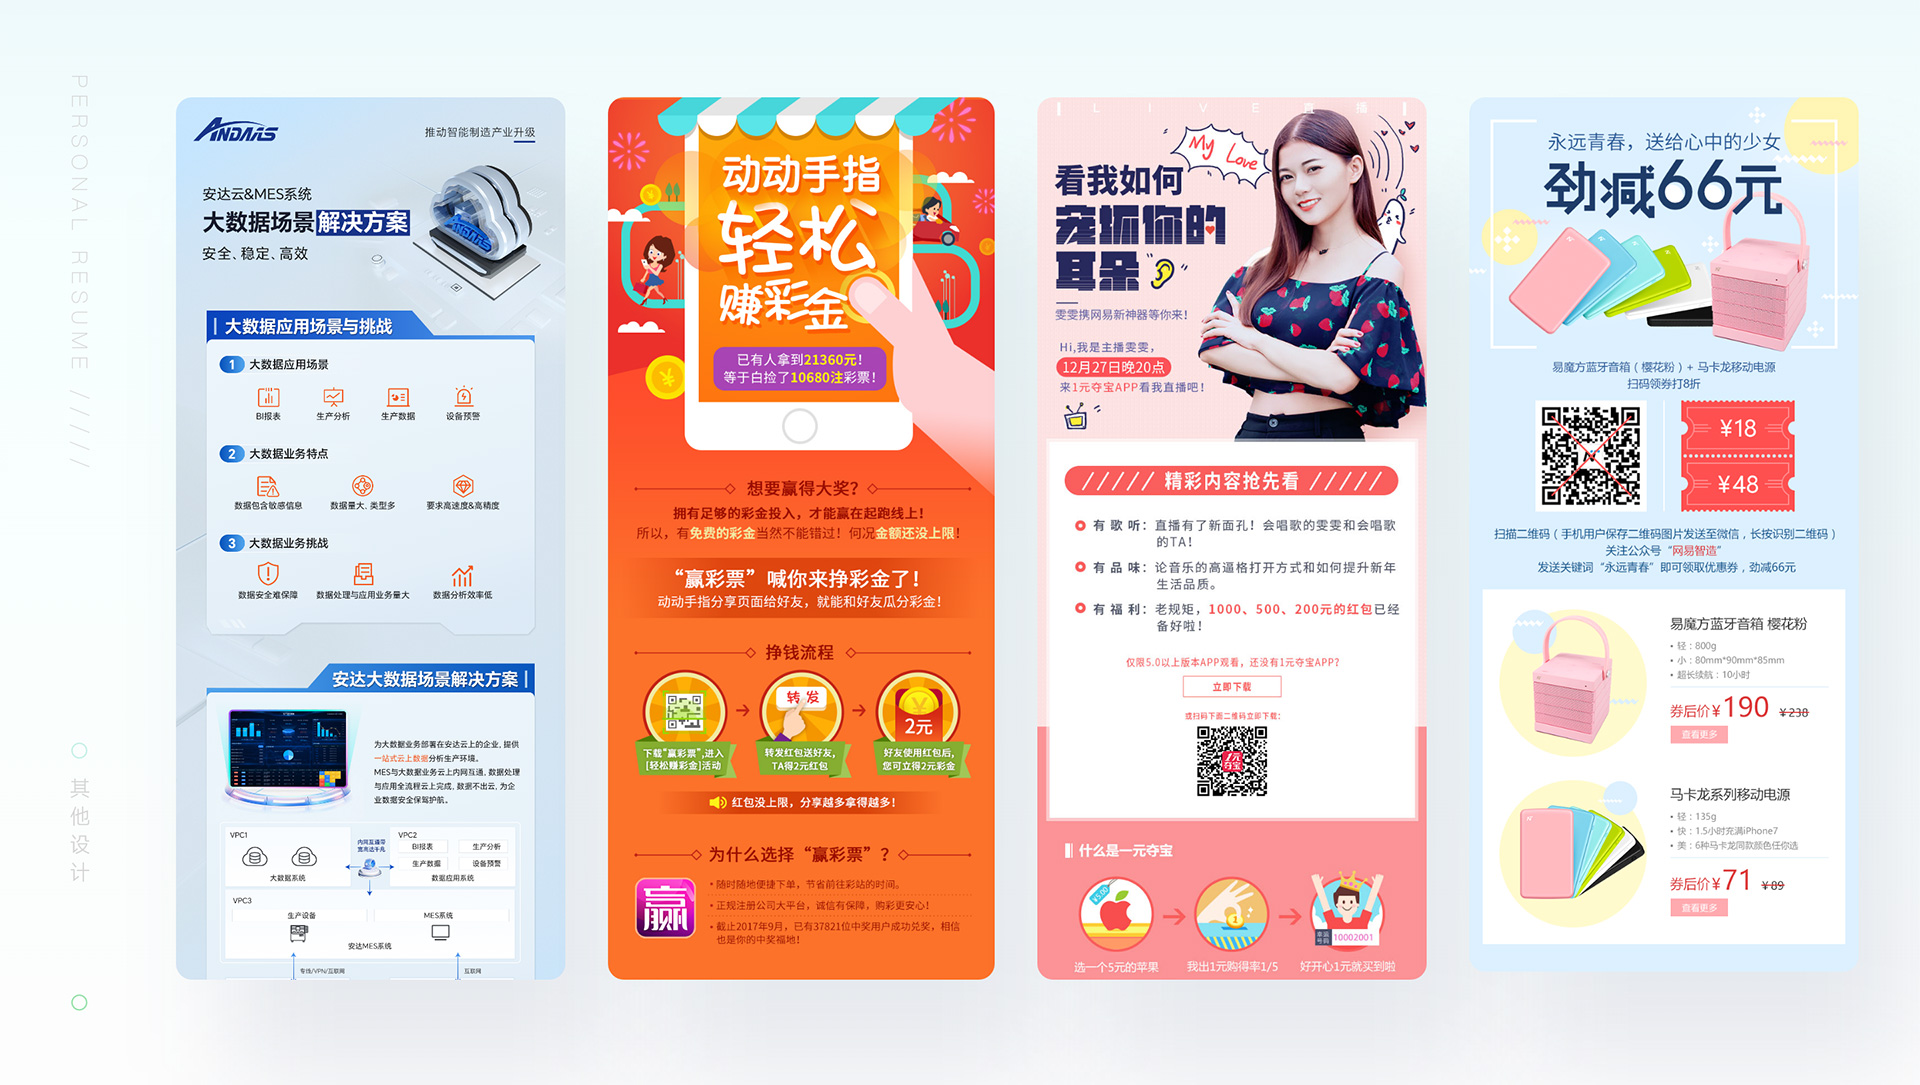 PERSONAL RESUME /////
其他设计
ANDAAS
推动智能制造产业升级
安达云&MES系统
大数据场景解决方案
安全、稳定、高效
大数据应用场景与挑战
1 大数据应用场景
BI报表 生产分析 生产数据 设备预警
2 大数据业务特点
数据包含敏感信息 数据量大、类型多 要求高速度&高精度
3 大数据业务挑战
数据安全难保障 数据处理与应用业务量大 数据分析效率低
安达大数据场景解决方案
为大数据业务部署在安达云上的企业，提供
一站式云上数据分析生产环境。
MES与大数据业务云上内网互通，数据处理
与应用全流程云上完成，数据不出云，为企
业数据安全保驾护航。
VPC1
大数据系统
内网互通带
宽高达千兆
VPC2
BI报表 生产分析
生产数据 设备预警
数据应用系统
VPC3
生产设备 MES系统
安达MES系统
专线/VPN/互联网 互联网
动动手指
轻松
赚彩金
已有人拿到21360元！
等于白捡了10680注彩票！
想要赢得大奖？
拥有足够的彩金投入，才能赢在起跑线上！
所以，有免费的彩金当然不能错过！何况金额还没上限！
“赢彩票”喊你来挣彩金了！
动动手指分享页面给好友，就能和好友瓜分彩金！
挣钱流程
转发
2元
下载“赢彩票”，进入
[轻松赚彩金]活动
转发红包送好友，
TA得2元红包
好友使用红包后，
您可立得2元彩金
红包没上限，分享越多拿得越多！
为什么选择“赢彩票”？
赢
• 随时随地便捷下单，节省前往彩站的时间。
• 正规注册公司大平台，诚信有保障，购彩更安心！
• 截止2017年9月，已有37821位中奖用户成功兑奖，相信
也是你的中奖福地！
LIVE直播
My Love
看我如何
宠坏你的
耳朵
雯雯携网易新神器等你来！
Hi,我是主播雯雯，
12月27日晚20点
来1元夺宝APP看我直播吧！
///// 精彩内容抢先看 /////
有歌听：直播有了新面孔！会唱歌的雯雯和会唱歌
的TA！
有品味：论音乐的高逼格打开方式和如何提升新年
生活品质。
有福利：老规矩，1000、500、200元的红包已经
备好啦！
仅限5.0以上版本APP观看，还没有1元夺宝APP？
立即下载
或扫码下面二维码立即下载：
1元
夺宝
什么是一元夺宝
¥5.00
1
幸运
号码 10002001
选一个5元的苹果 我出1元购得率1/5 好开心1元就买到啦
永远青春，送给心中的少女
劲减66元
易魔方蓝牙音箱（樱花粉）+ 马卡龙移动电源
扫码领券打8折
¥18
¥48
扫描二维码（手机用户保存二维码图片发送至微信，长按识别二维码）
关注公众号“网易智造”
发送关键词“永远青春”即可领取优惠券，劲减66元
易魔方蓝牙音箱 樱花粉
• 轻：800g
• 小：80mm*90mm*85mm
• 超长续航：10小时
券后价¥190 ¥238
查看更多
马卡龙系列移动电源
• 轻：135g
• 快：1.5小时充满iPhone7
• 美：6种马卡龙同款颜色任你选
券后价¥71 ¥89
查看更多